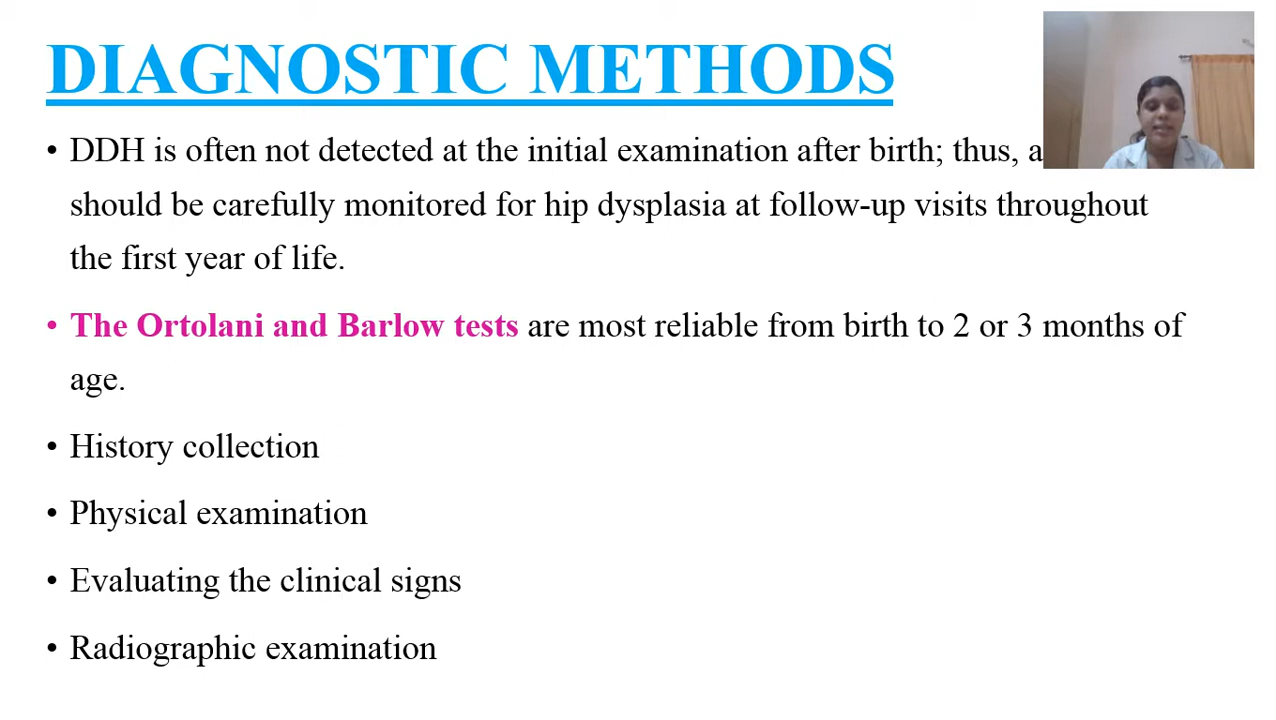 DIAGNOSTIC METHODS
• DDH is often not detected at the initial examination after birth; thus,
should be carefully monitored for hip dysplasia at follow-up visits throughout
the first year of life.
• The Ortolani and Barlow tests are most reliable from birth to 2 or 3 months of
age.
• History collection
• Physical examination
• Evaluating the clinical signs
• Radiographic examination